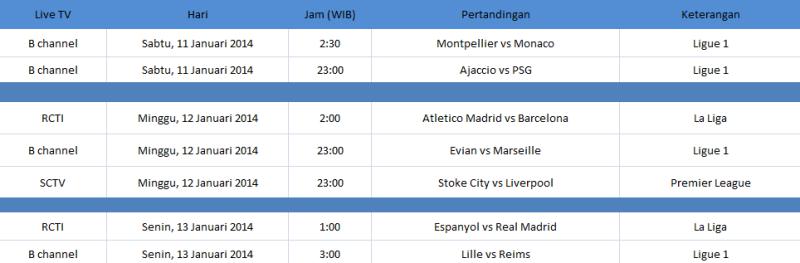 Live TV Hari Jam (WIB) Pertandingan Keterangan
B channel Sabtu, 11 Januari 2014 2:30 Montpellier vs Monaco Ligue 1
B channel Sabtu, 11 Januari 2014 23:00 Ajaccio vs PSG Ligue 1
RCTI Minggu, 12 Januari 2014 2:00 Atletico Madrid vs Barcelona La Liga
B channel Minggu, 12 Januari 2014 23:00 Evian vs Marseille Ligue 1
SCTV Minggu, 12 Januari 2014 23:00 Stoke City vs Liverpool Premier League
RCTI Senin, 13 Januari 2014 1:00 Espanyol vs Real Madrid La Liga
B channel Senin, 13 Januari 2014 3:00 Lille vs Reims Ligue 1